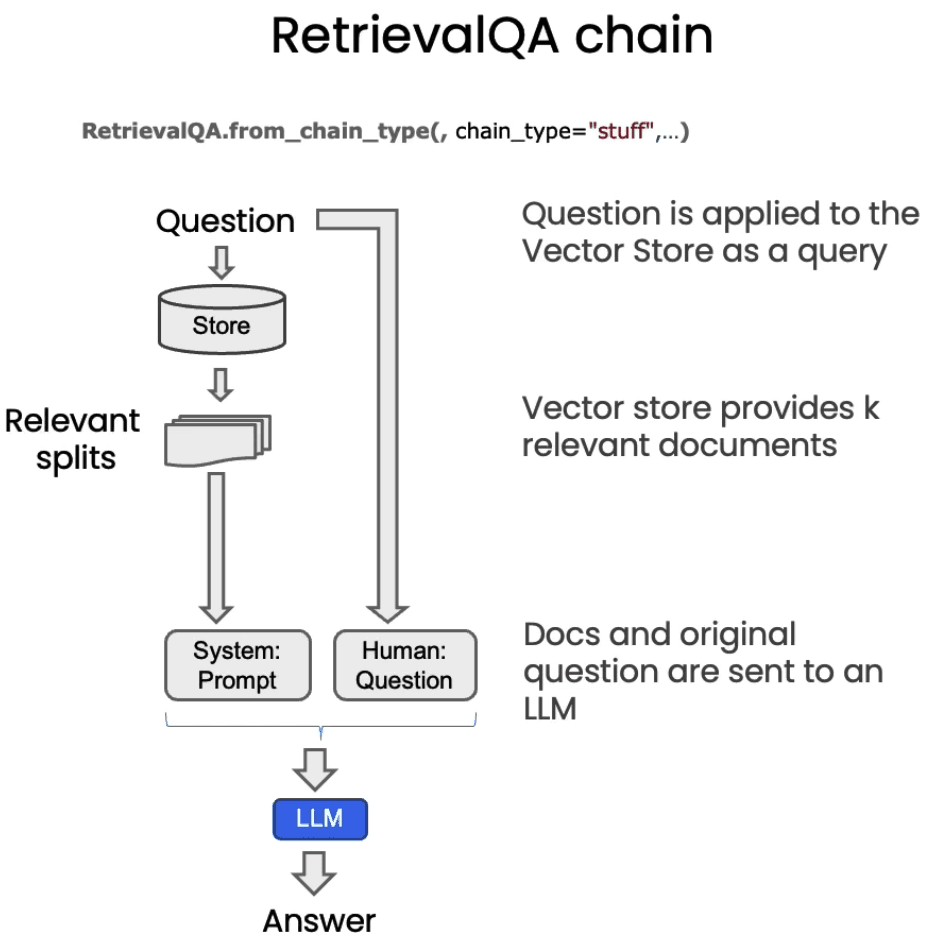 RetrievalQA chain
RetrievalQA.from_chain_type(, chain_type="stuff",...)
Question
Question is applied to the
Vector Store as a query
Store
Relevant
splits
Vector store provides k
relevant documents
System:
Prompt
Human:
Question
Docs and original
question are sent to an
LLM
LLM
Answer